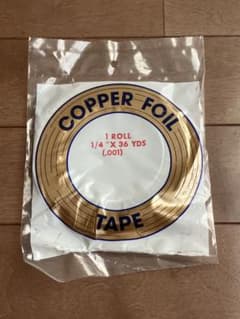 COPPER FOIL
1 ROLL
1/4" X 36 YDS
(.001)
TAPE